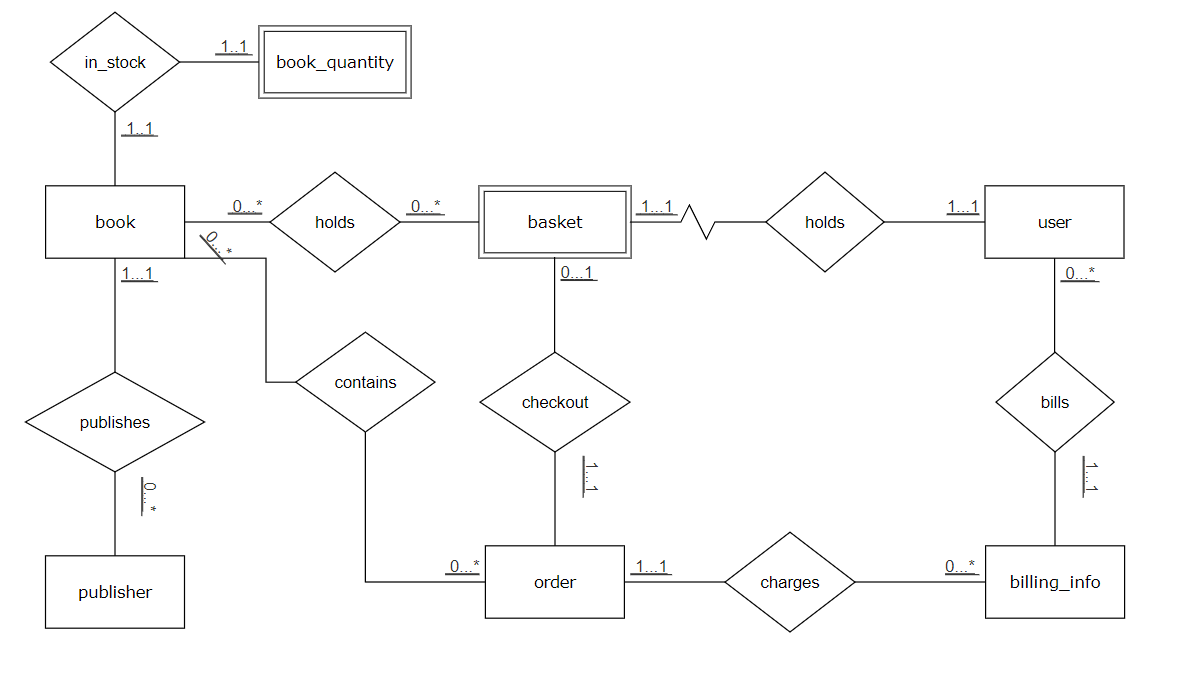 1..1
in_stock
book_quantity
1..1
book
0...*
holds
0...*
basket
1...1
holds
1...1
user
0...*
1...1
0...1
0...*
contains
checkout
bills
publishes
1...1
1...1
0...*
0...*
order
1...1
charges
0...*
billing_info
publisher